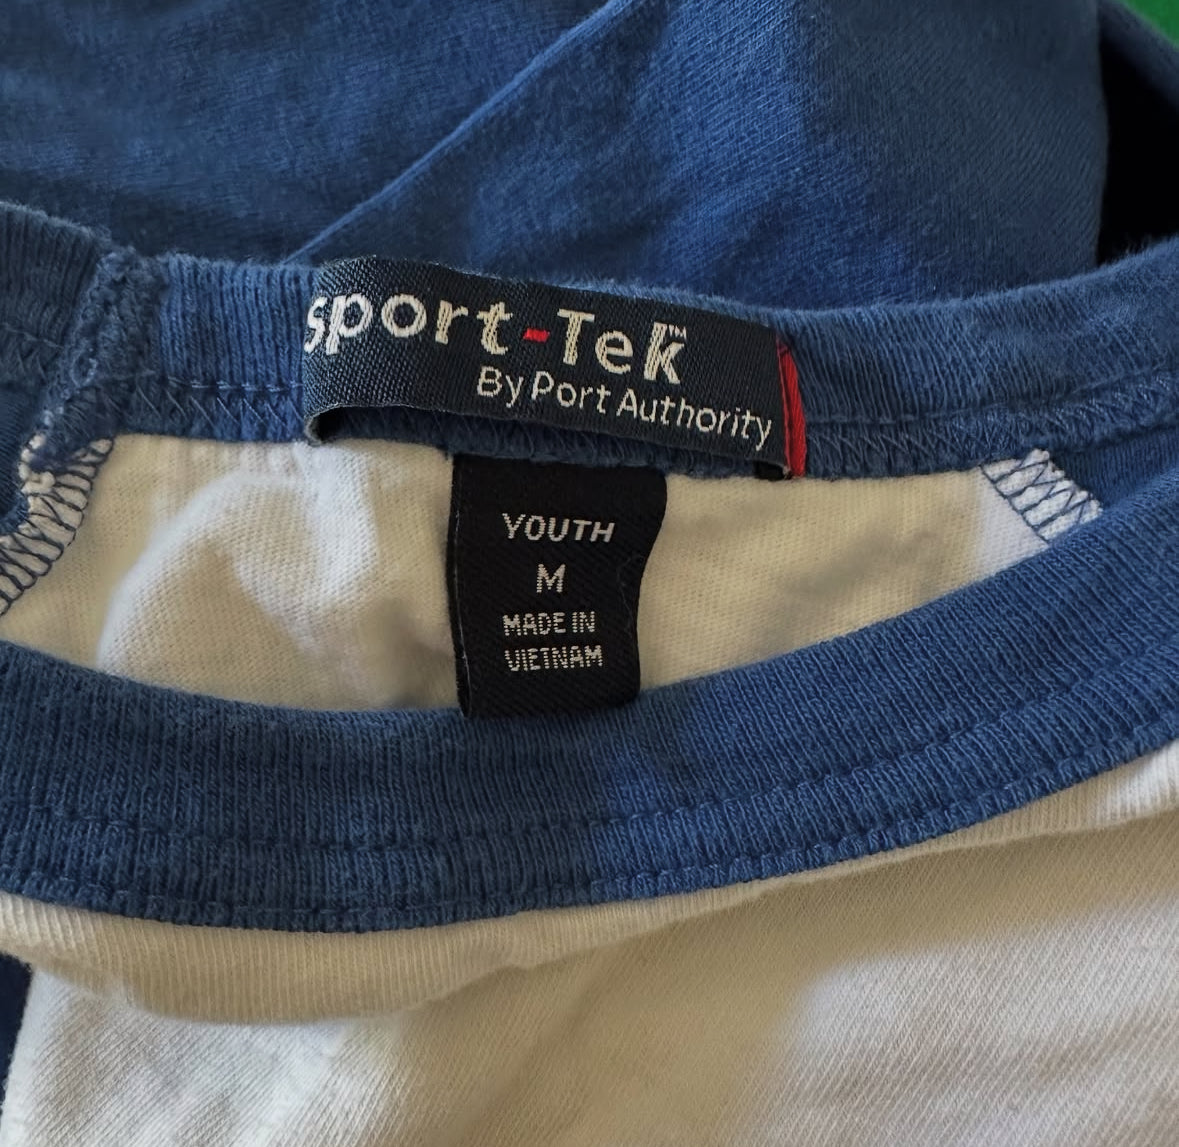 sport-Tek™
By Port Authority
YOUTH
M
MADE IN
VIETNAM